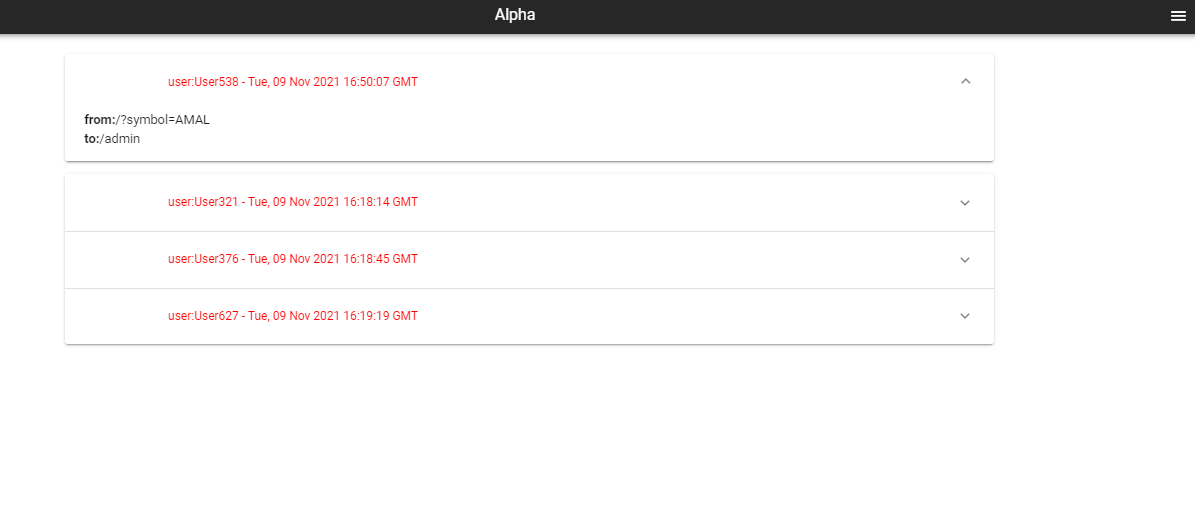 Alpha
user:User538 - Tue, 09 Nov 2021 16:50:07 GMT
from:/?symbol=AMAL
to:/admin
user:User321 - Tue, 09 Nov 2021 16:18:14 GMT
user:User376 - Tue, 09 Nov 2021 16:18:45 GMT
user:User627 - Tue, 09 Nov 2021 16:19:19 GMT